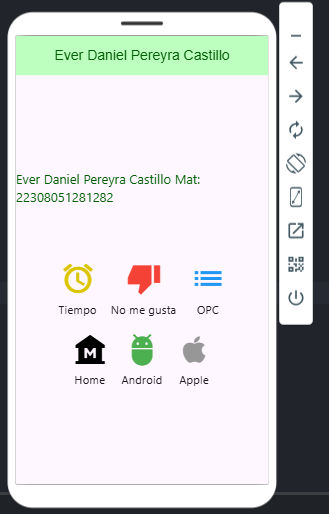 Ever Daniel Pereyra Castillo
Ever Daniel Pereyra Castillo Mat:
22308051281282
Tiempo No me gusta OPC
M
Home Android Apple